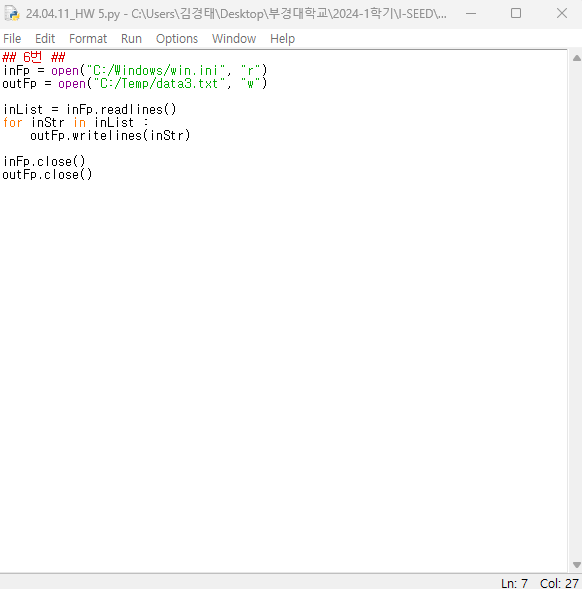 24.04.11_HW 5.py - C:\Users\김경태\Desktop\부경대학교\2024-1학기\I-SEED\...
File Edit Format Run Options Window Help
## 6번 ##
inFp = open("C:/Windows/win.ini", "r")
outFp = open("C:/Temp/data3.txt", "w")
inList = inFp.readlines()
for inStr in inList :
    outFp.writelines(inStr)
inFp.close()
outFp.close()
Ln: 7 Col: 27